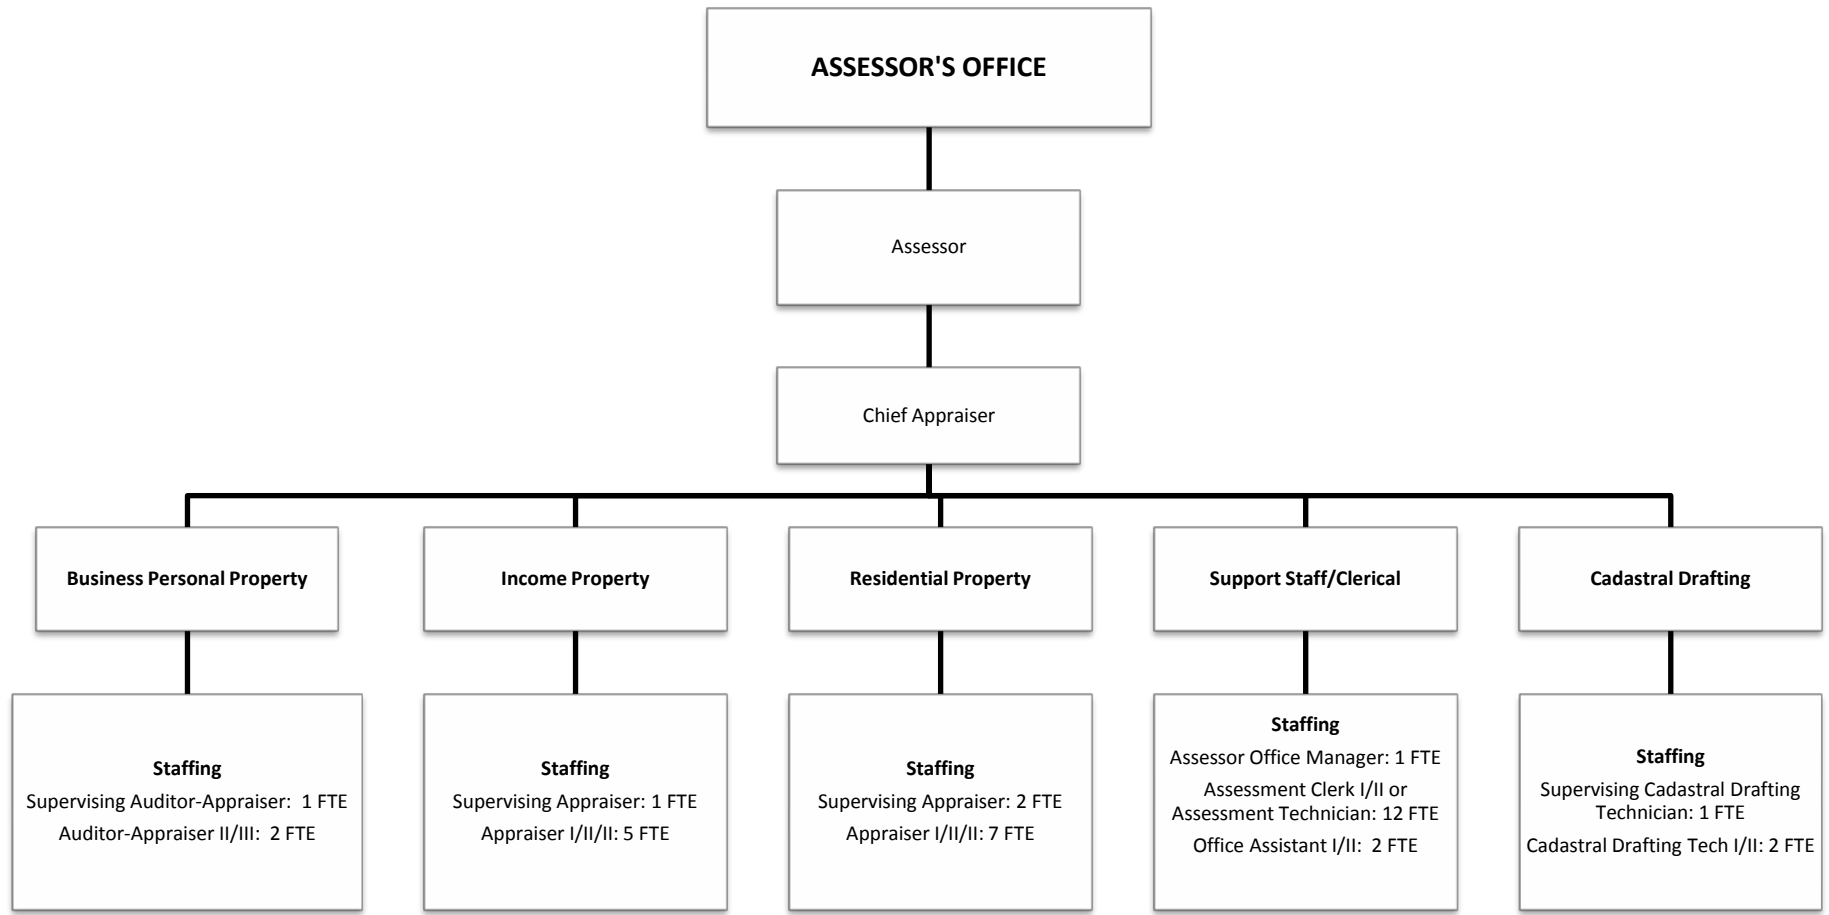 ASSESSOR'S OFFICE
Assessor
Chief Appraiser
Business Personal Property
Income Property
Residential Property
Support Staff/Clerical
Cadastral Drafting
Staffing
Supervising Auditor-Appraiser:  1 FTE
Auditor-Appraiser II/III:  2 FTE
Staffing
Supervising Appraiser: 1 FTE
Appraiser I/II/II: 5 FTE
Staffing
Supervising Appraiser: 2 FTE
Appraiser I/II/II: 7 FTE
Staffing
Assessor Office Manager: 1 FTE
Assessment Clerk I/II or
Assessment Technician: 12 FTE
Office Assistant I/II:  2 FTE
Staffing
Supervising Cadastral Drafting
Technician: 1 FTE
Cadastral Drafting Tech I/II: 2 FTE